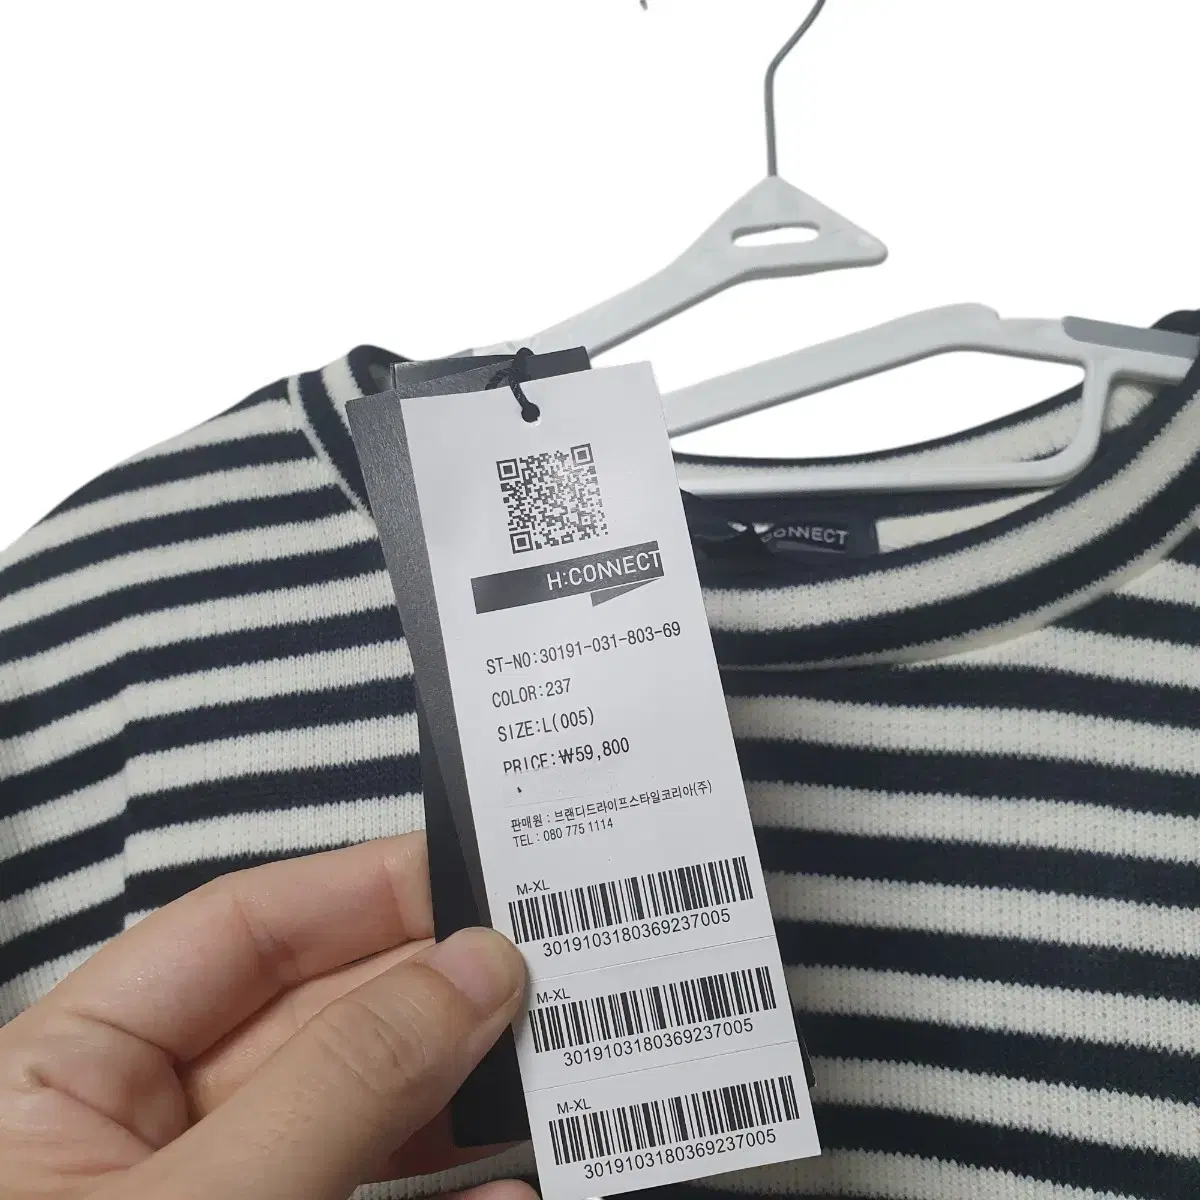 H:CONNECT
CONNECT
ST-NO:30191-031-803-69
COLOR:237
SIZE:L(005)
PRICE:₩59,800
판매원 : 브랜디드라이프스타일코리아(주)
TEL : 080 775 1114
M-XL
3019103180369237005
M-XL
3019103180369237005
M-XL
3019103180369237005